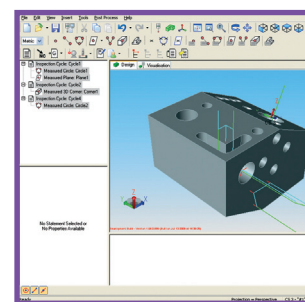 File Edit View Insert Tools Post Process Help
Metric
Inspection Cycle: Cycle1
Measured Circle: Circle1
Measured Plane: Plane1
Inspection Cycle: Cycle2
Measured 3D Corner: Corner1
Inspection Cycle: Cycle4
Measured Circle: Circle2
Design Visualisation
No Statement Selected or
No Properties Available
Ready Projection = Perspective